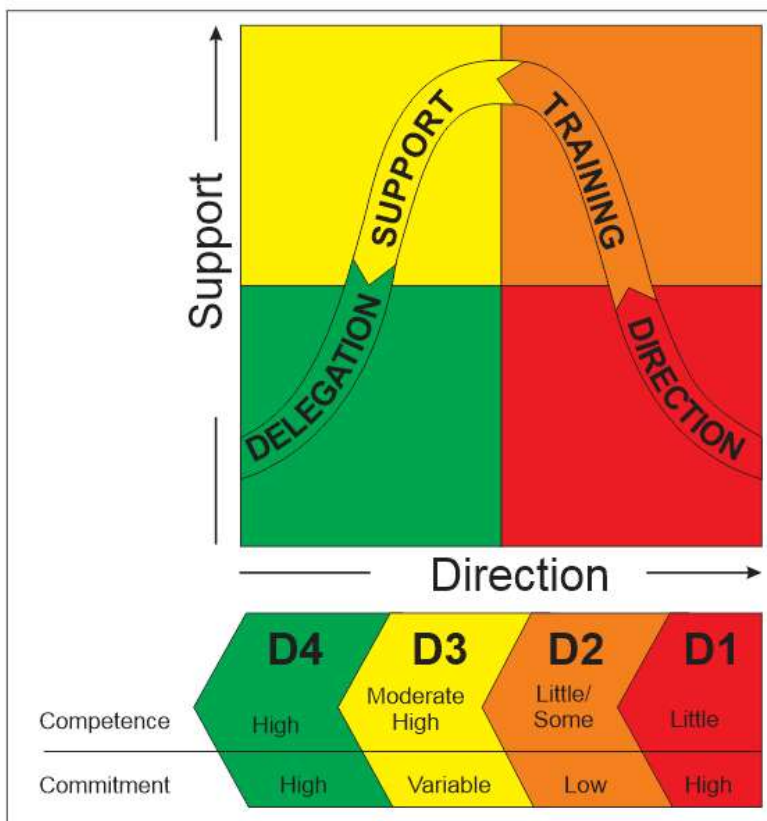 Support
SUPPORT
TRAINING
DELEGATION
DIRECTION
Direction
D4
D3
D2
D1
Competence
High
Moderate
High
Little/
Some
Little
Commitment
High
Variable
Low
High